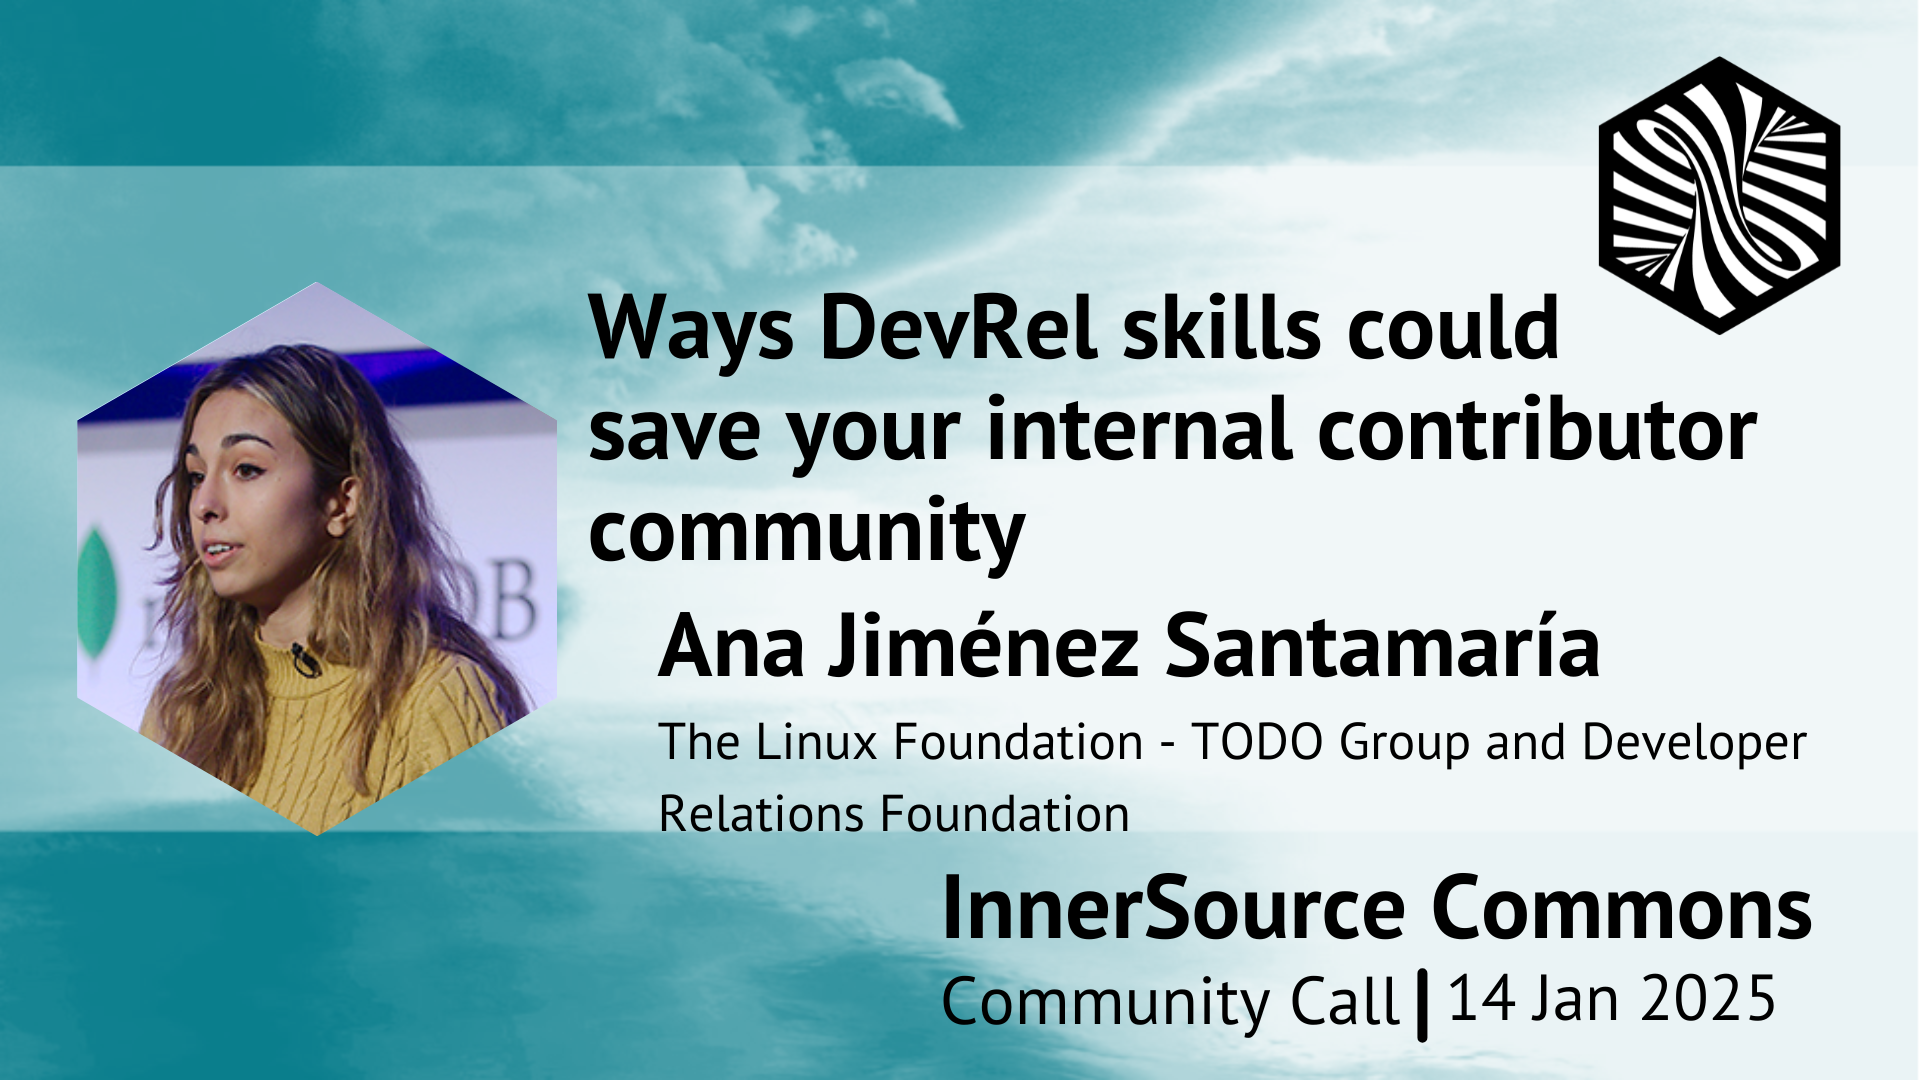 Ways DevRel skills could
save your internal contributor
community
Ana Jiménez Santamaría
The Linux Foundation - TODO Group and Developer
Relations Foundation
InnerSource Commons
Community Call | 14 Jan 2025